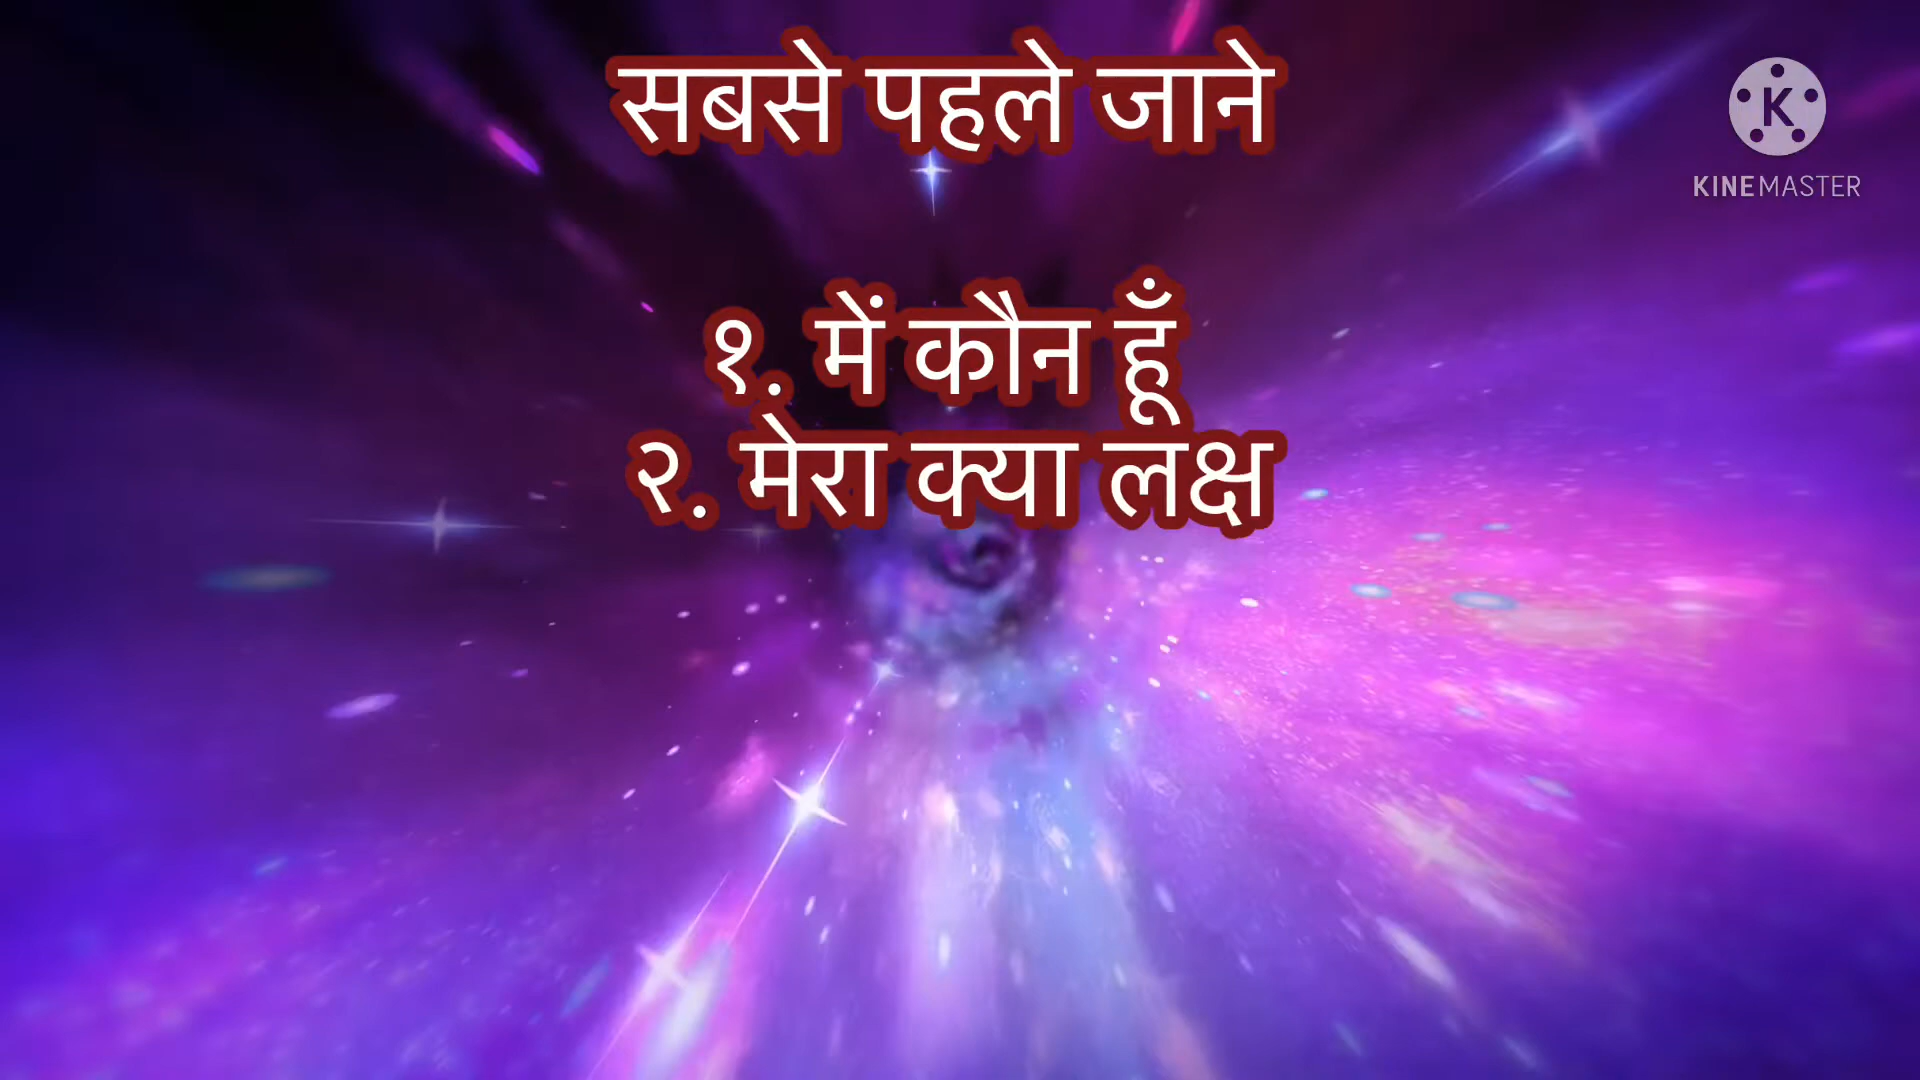 सबसे पहले जाने
K
KINEMASTER
१. में कौन हूँ
२. मेरा क्या लक्ष